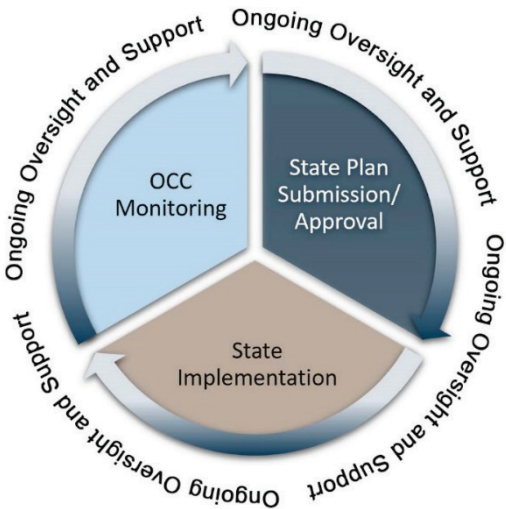 Ongoing Oversight and Support
Ongoing Oversight and Support
OCC
Monitoring
State Plan
Submission/
Approval
State
Implementation
Ongoing Oversight and Support
Ongoing Oversight and Support